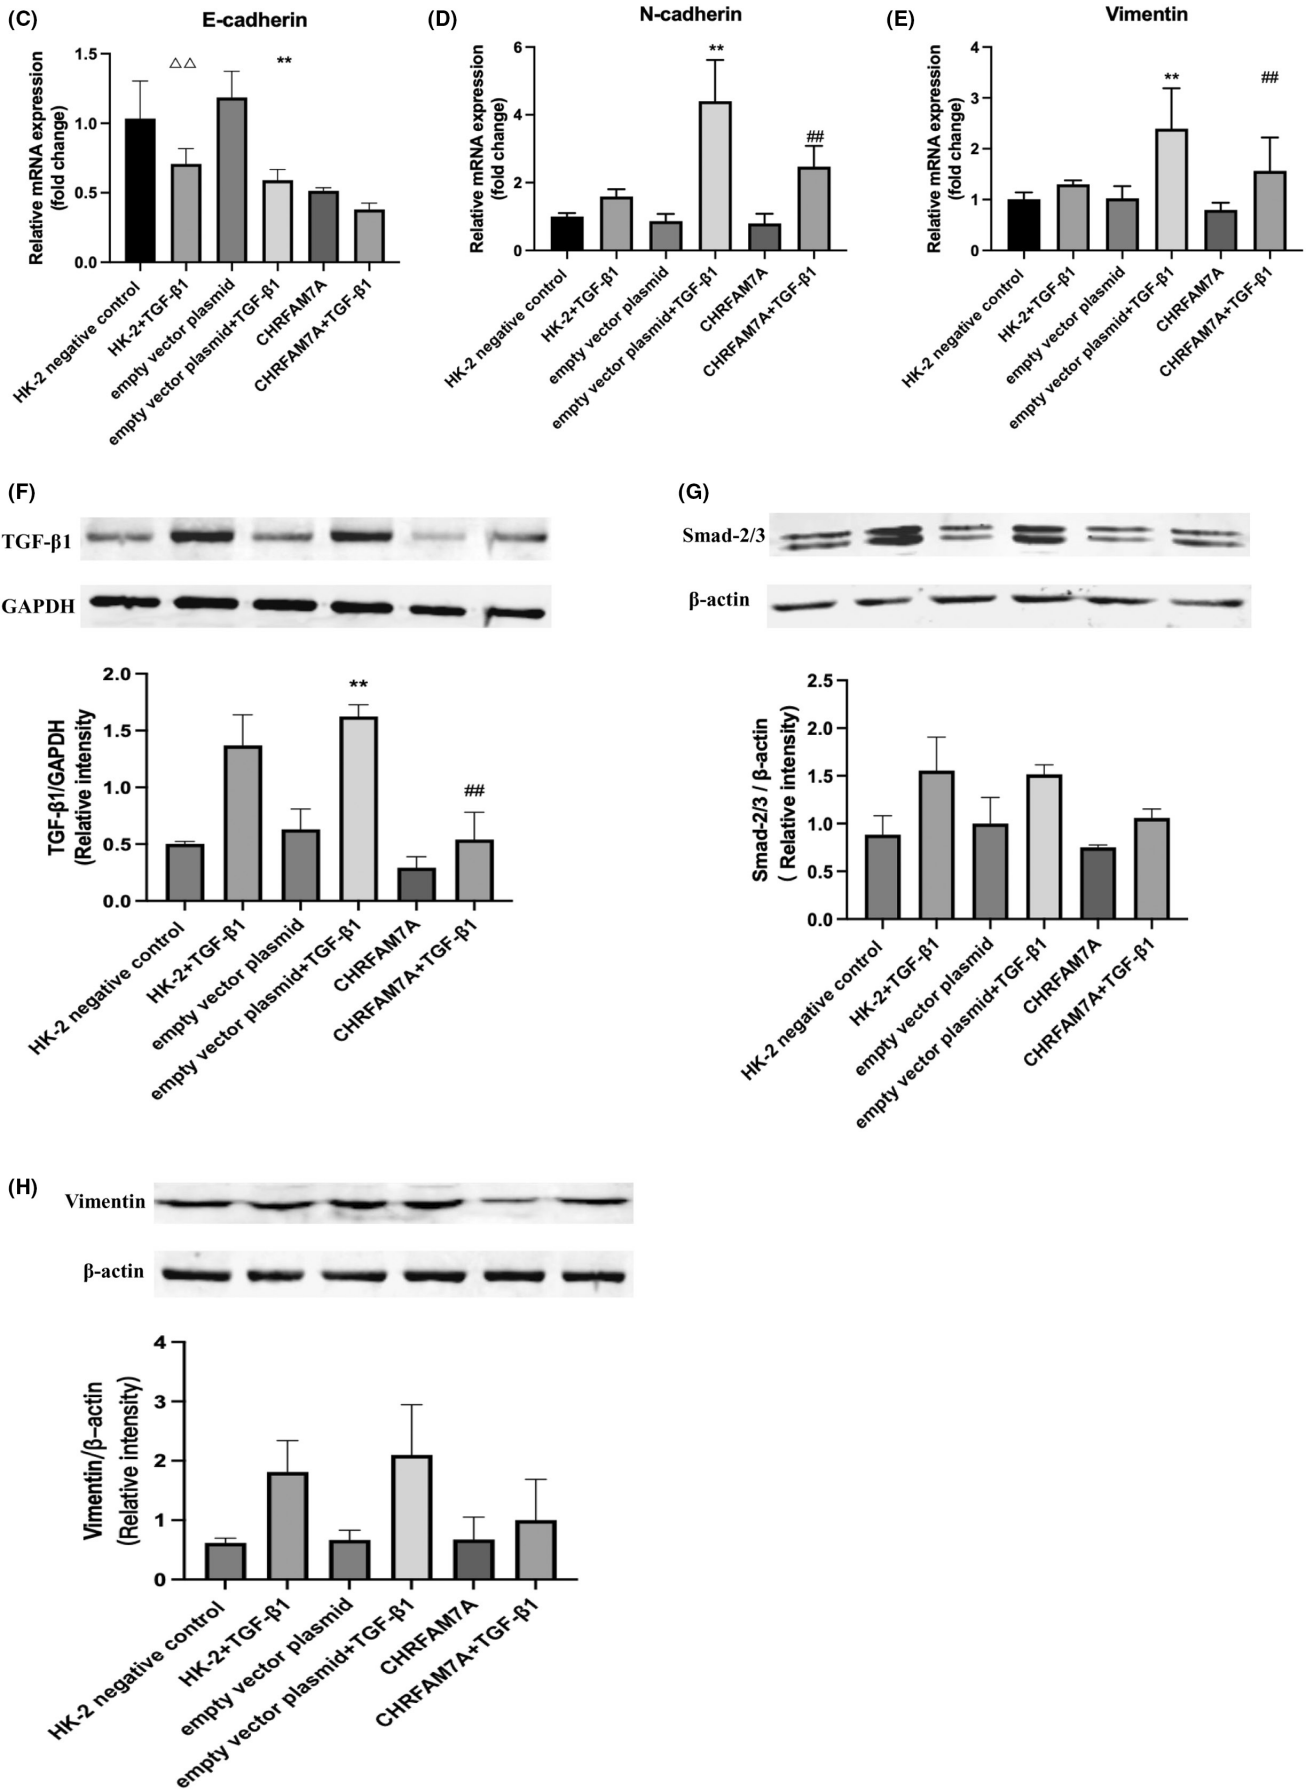 (C)
E-cadherin
Relative mRNA expression
(fold change)
1.5
1.0
0.5
0.0
△△
**
HK-2 negative control
HK-2+TGF-β1
empty vector plasmid
empty vector plasmid+TGF-β1
CHRFAM7A
CHRFAM7A+TGF-β1
(D)
N-cadherin
Relative mRNA expression
(fold change)
6
4
2
0
**
##
HK-2 negative control
HK-2+TGF-β1
empty vector plasmid
empty vector plasmid+TGF-β1
CHRFAM7A
CHRFAM7A+TGF-β1
(E)
Vimentin
Relative mRNA expression
(fold change)
4
3
2
1
0
**
##
HK-2 negative control
HK-2+TGF-β1
empty vector plasmid
empty vector plasmid+TGF-β1
CHRFAM7A
CHRFAM7A+TGF-β1
(F)
TGF-β1
GAPDH
TGF-β1/GAPDH
(Relative intensity
2.0
1.5
1.0
0.5
0.0
**
##
HK-2 negative control
HK-2+TGF-β1
empty vector plasmid
empty vector plasmid+TGF-β1
CHRFAM7A
CHRFAM7A+TGF-β1
(G)
Smad-2/3
β-actin
Smad-2/3 / β-actin
( Relative intensity)
2.5
2.0
1.5
1.0
0.5
0.0
HK-2 negative control
HK-2+TGF-β1
empty vector plasmid
empty vector plasmid+TGF-β1
CHRFAM7A
CHRFAM7A+TGF-β1
(H)
Vimentin
β-actin
Vimentin/β-actin
(Relative intensity)
4
3
2
1
0
HK-2 negative control
HK-2+TGF-β1
empty vector plasmid
empty vector plasmid+TGF-β1
CHRFAM7A
CHRFAM7A+TGF-β1